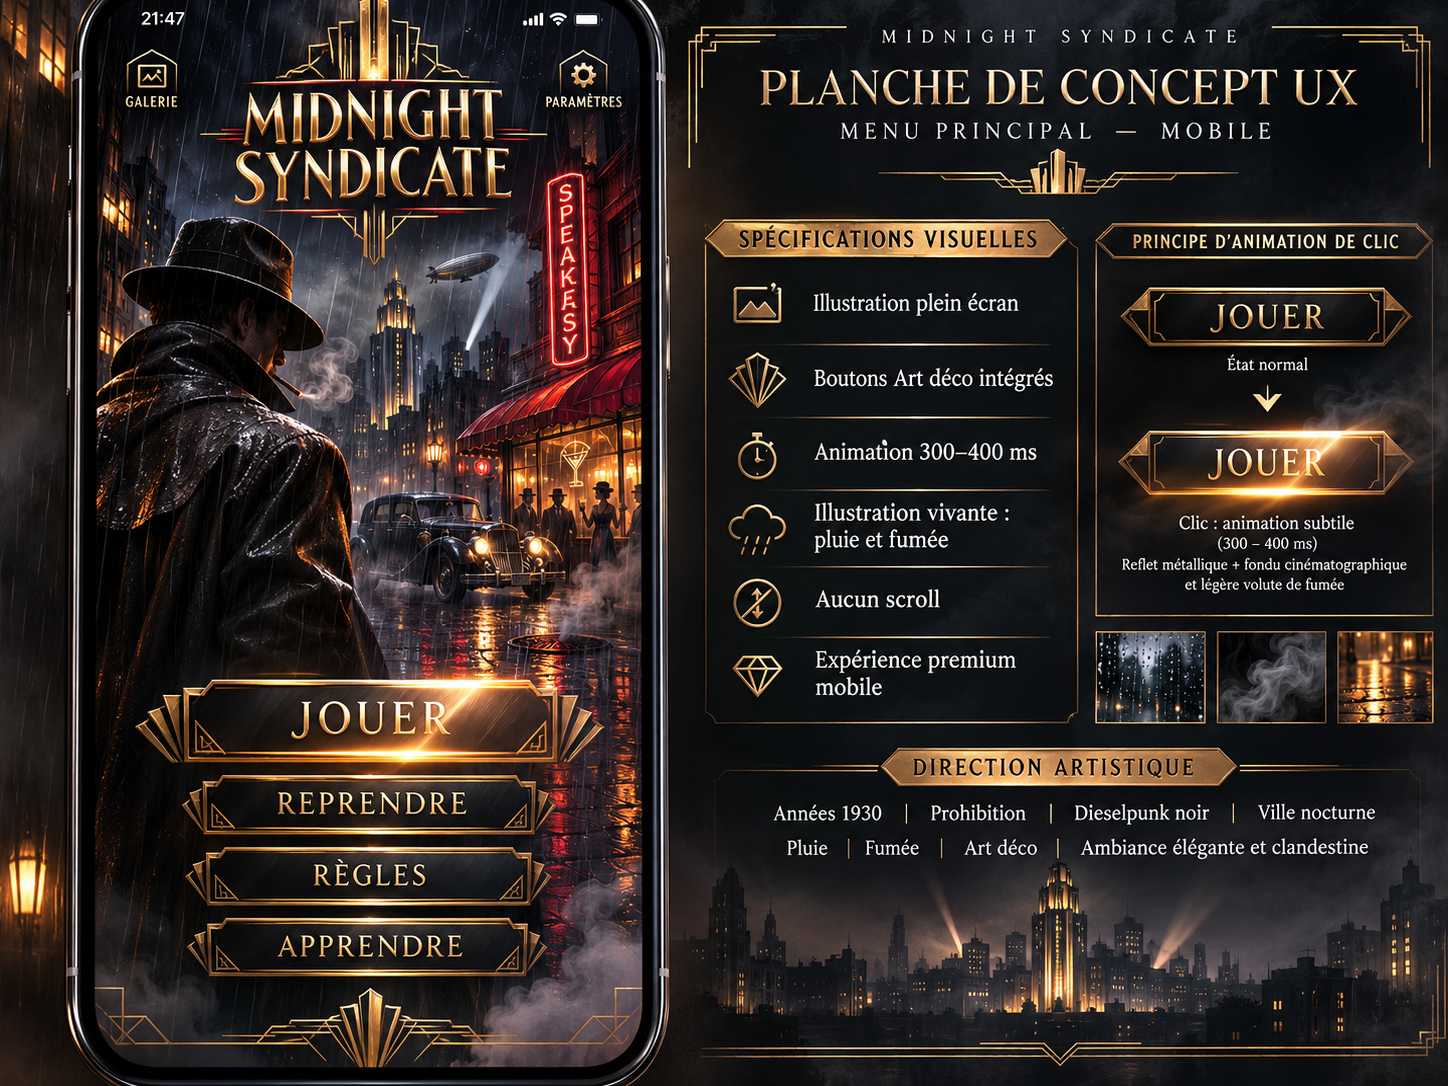 21:47
GALERIE
PARAMÈTRES
MIDNIGHT
SYNDICATE
SPEAKESY
JOUER
REPRENDRE
RÈGLES
APPRENDRE
MIDNIGHT SYNDICATE
PLANCHE DE CONCEPT UX
MENU PRINCIPAL — MOBILE
SPÉCIFICATIONS VISUELLES
Illustration plein écran
Boutons Art déco intégrés
Animation 300–400 ms
Illustration vivante :
pluie et fumée
Aucun scroll
Expérience premium
mobile
PRINCIPE D'ANIMATION DE CLIC
JOUER
État normal
JOUER
Clic : animation subtile
(300 – 400 ms)
Reflet métallique + fondu cinématographique
et légère volute de fumée
DIRECTION ARTISTIQUE
Années 1930 | Prohibition | Dieselpunk noir | Ville nocturne
Pluie | Fumée | Art déco | Ambiance élégante et clandestine